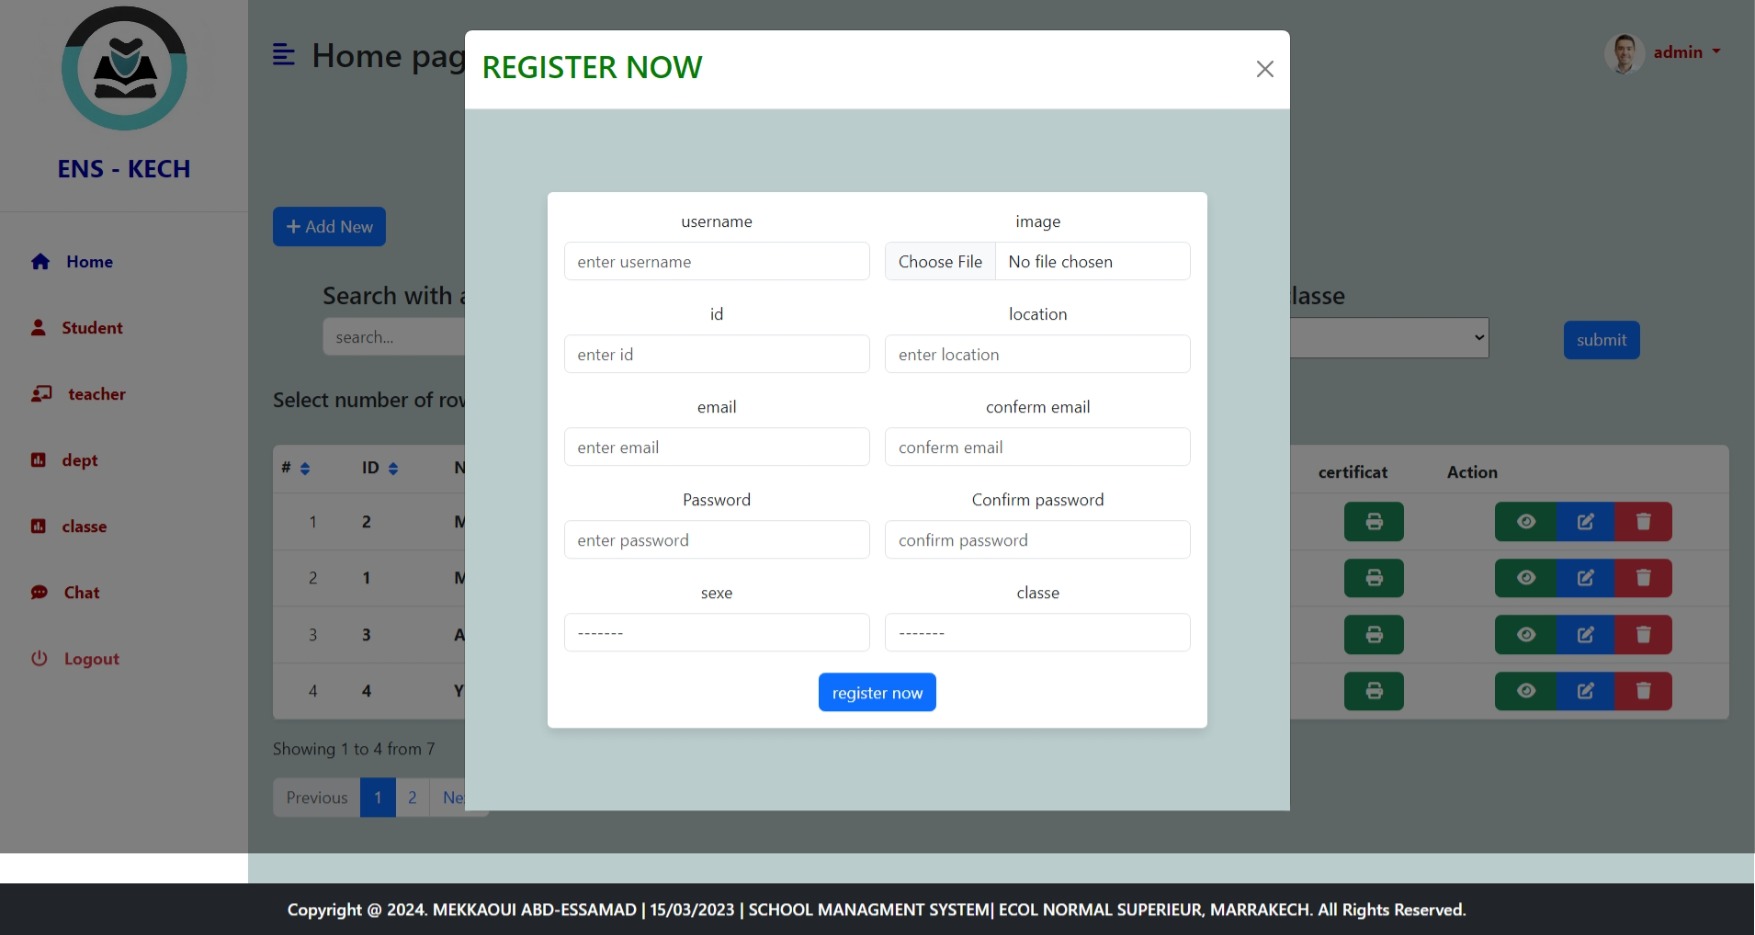 ENS - KECH
Home
Student
teacher
dept
classe
Chat
Logout
Home pag
admin
+ Add New
Search with a
search...
lasse
submit
Select number of rov
# ID N certificat Action
1 2 M
2 1 M
3 3 A
4 4 Y
Showing 1 to 4 from 7
Previous 1 2 Ne
REGISTER NOW
username image
enter username Choose File No file chosen
id location
enter id enter location
email conferm email
enter email conferm email
Password Confirm password
enter password confirm password
sexe classe
------- -------
register now
Copyright @ 2024. MEKKAOUI ABD-ESSAMAD | 15/03/2023 | SCHOOL MANAGMENT SYSTEM| ECOL NORMAL SUPERIEUR, MARRAKECH. All Rights Reserved.